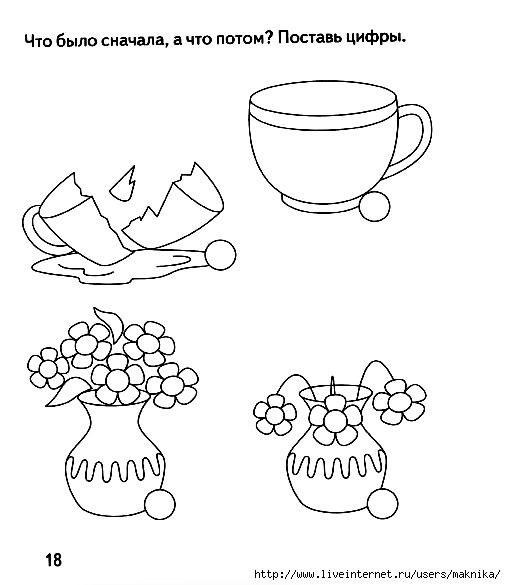 Что было сначала, а что потом? Поставь цифры.
18
http://www.liveinternet.ru/users/maknika/